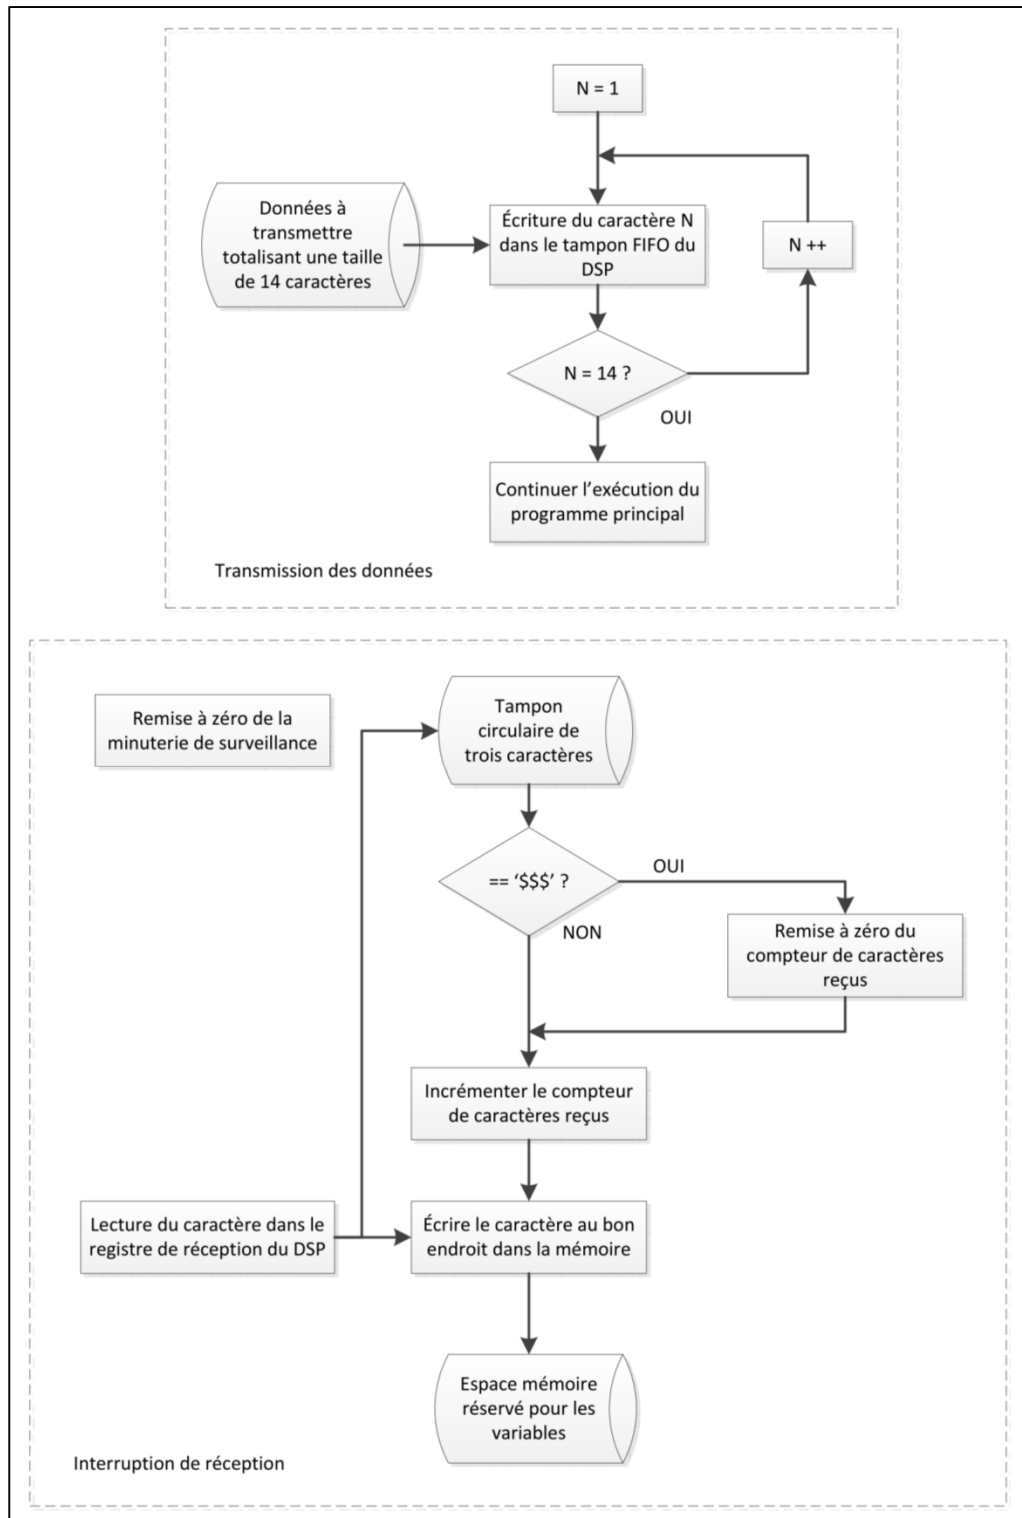 N = 1
Données à
transmettre
totalisant une taille
de 14 caractères
Écriture du caractère N
dans le tampon FIFO du
DSP
N ++
N = 14 ?
OUI
Continuer l’exécution du
programme principal
Transmission des données
Remise à zéro de la
minuterie de surveillance
Tampon
circulaire de
trois caractères
== ‘$$$’ ?
OUI
NON
Remise à zéro du
compteur de caractères
reçus
Incrémenter le compteur
de caractères reçus
Lecture du caractère dans le
registre de réception du DSP
Écrire le caractère au bon
endroit dans la mémoire
Espace mémoire
réservé pour les
variables
Interruption de réception